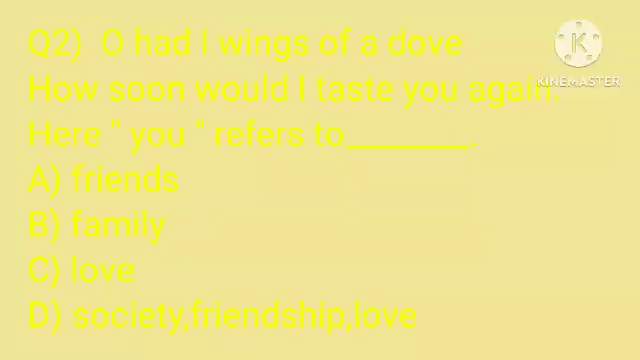 Q2) O had I wings of a dove
How soon would I taste you again.
Here " you " refers to________.
A) friends
B) family
C) love
D) society,friendship,love
K
KINEMASTER